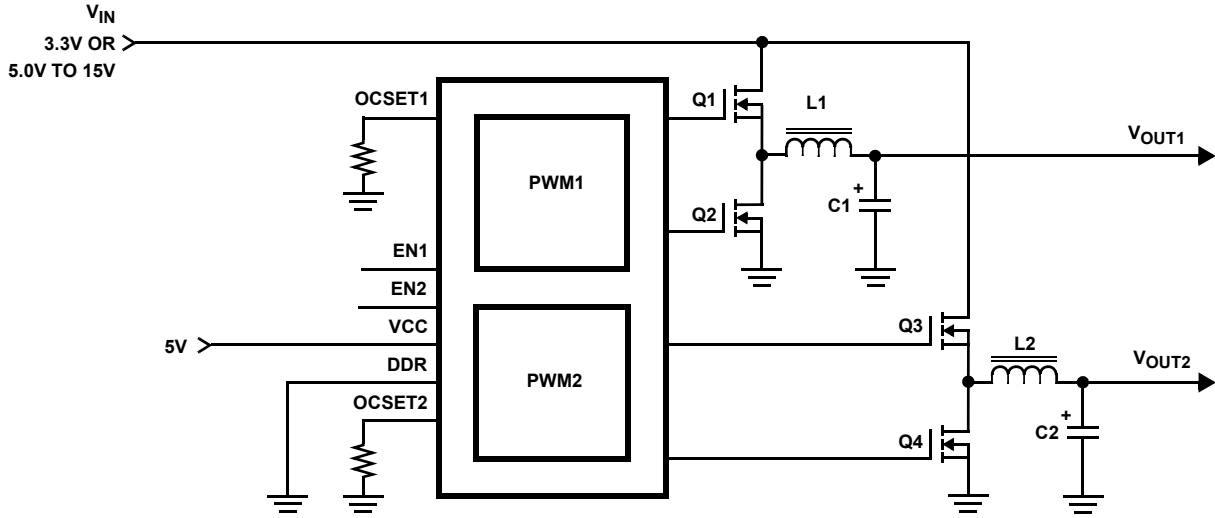 VIN
3.3V OR
5.0V TO 15V
OCSET1
Q1
L1
VOUT1
PWM1
+
C1
Q2
EN1
EN2
VCC
5V
Q3
L2
VOUT2
DDR
PWM2
OCSET2
+
C2
Q4